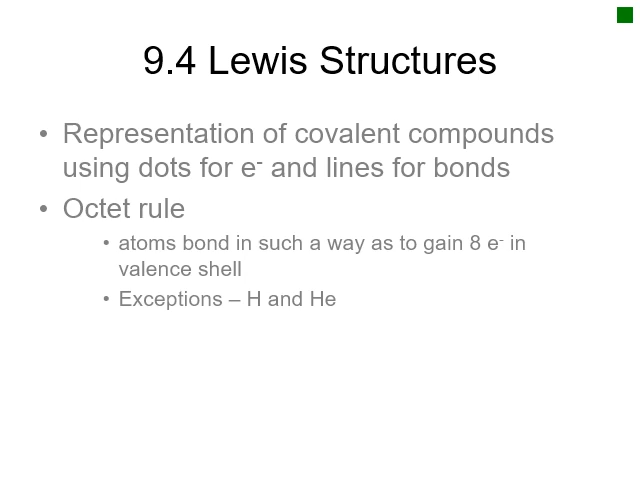 9.4 Lewis Structures
• Representation of covalent compounds
using dots for e⁻ and lines for bonds
• Octet rule
• atoms bond in such a way as to gain 8 e⁻ in
valence shell
• Exceptions – H and He